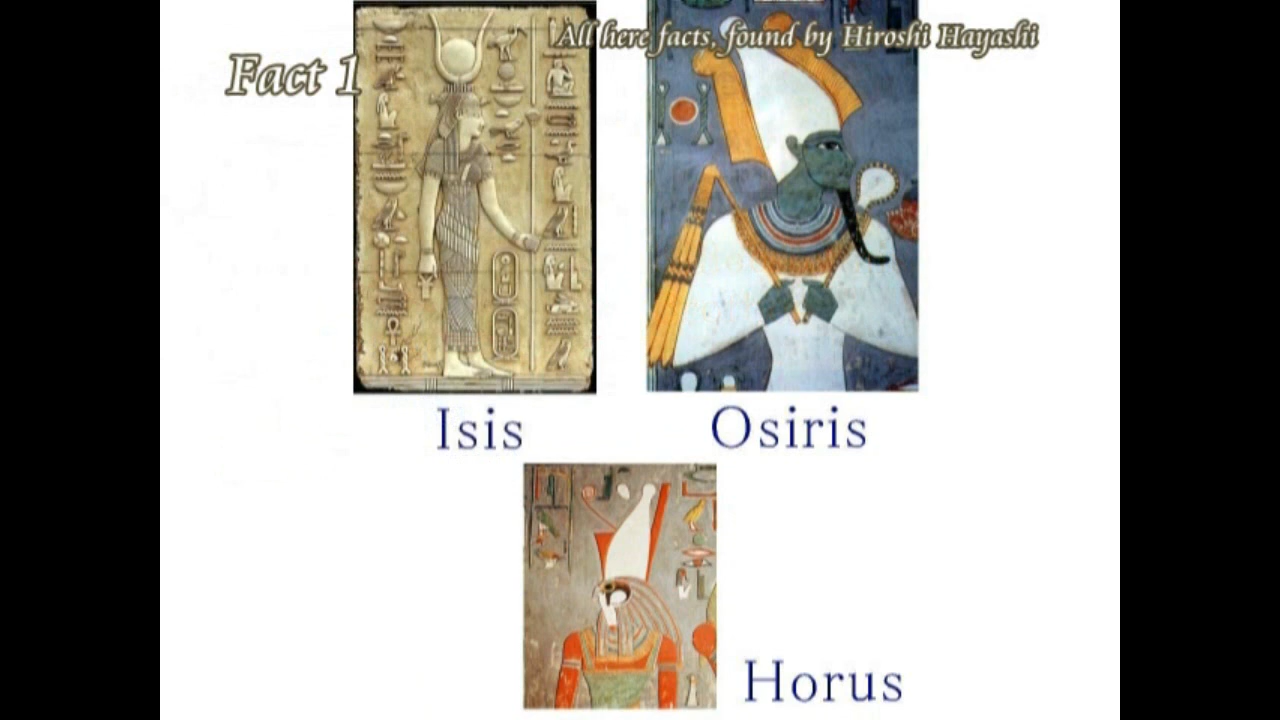 All here facts, found by Hiroshi Hayashi
Fact 1
Isis
Osiris
Horus